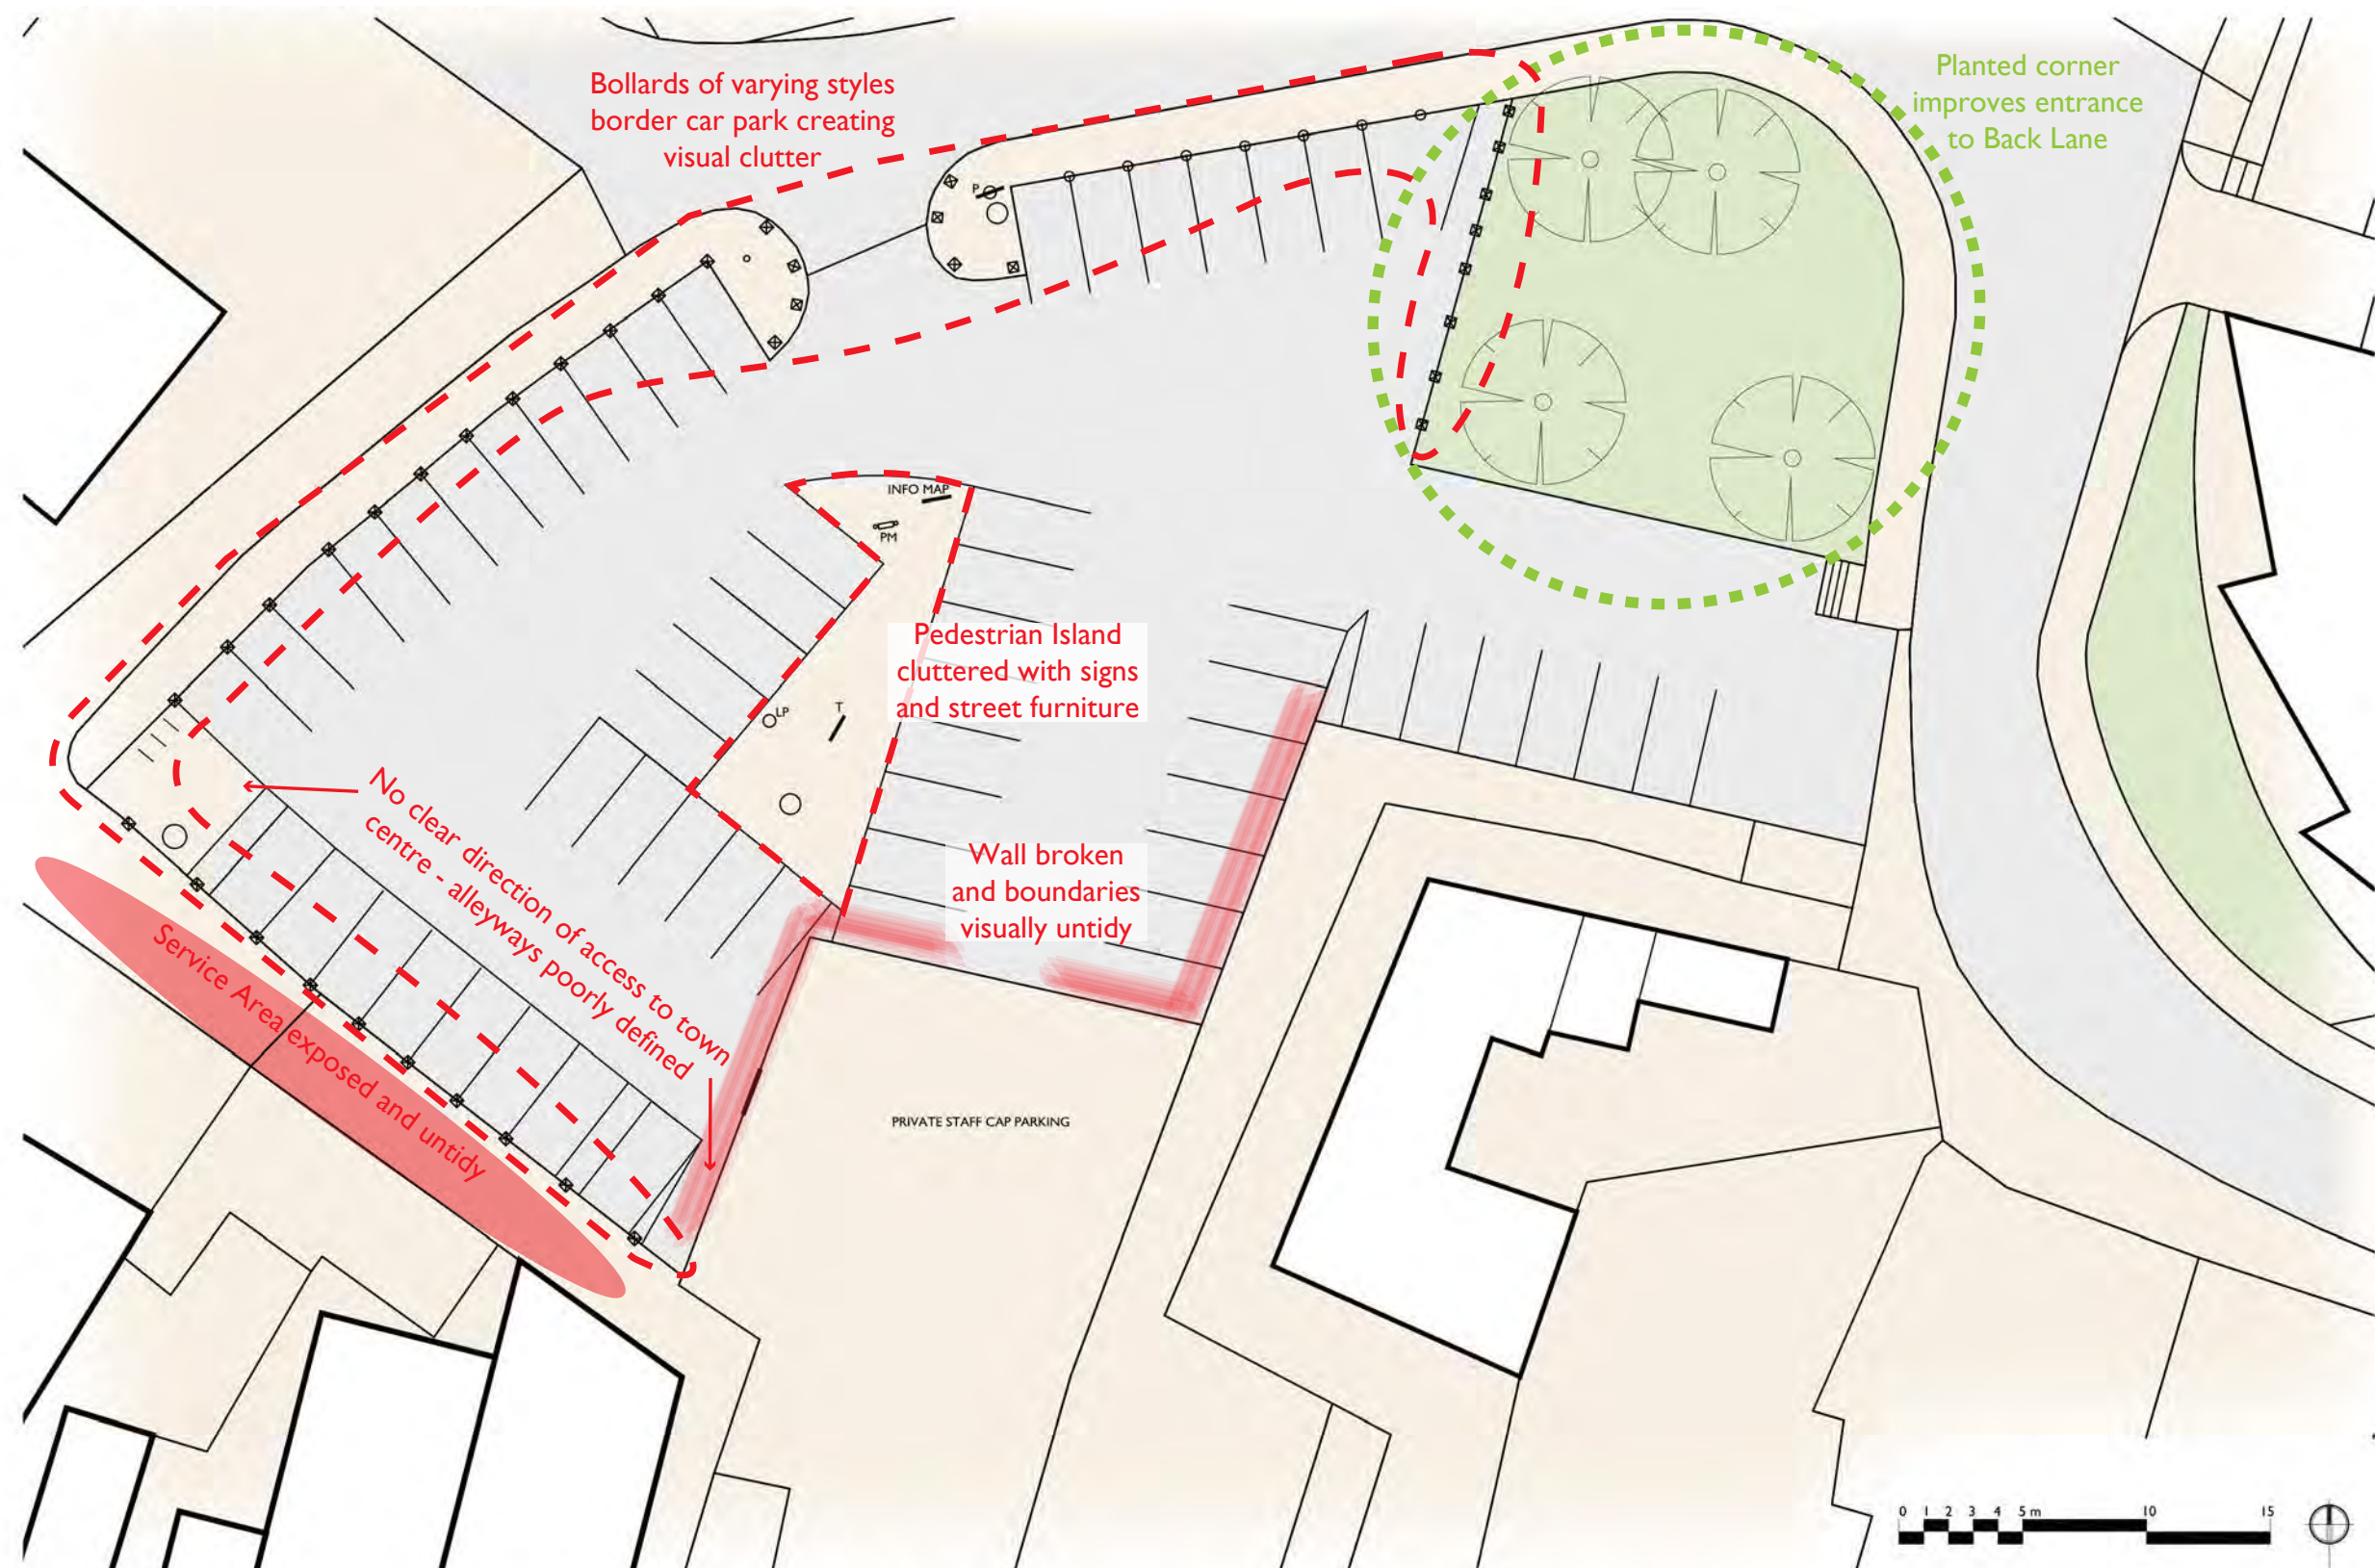 Bollards of varying styles
border car park creating
visual clutter
Planted corner
improves entrance
to Back Lane
P
INFO MAP
PM
Pedestrian Island
cluttered with signs
and street furniture
LP
T
No clear direction of access to town
centre - alleyways poorly defined
Wall broken
and boundaries
visually untidy
Service Area exposed and untidy
PRIVATE STAFF CAP PARKING
0 1 2 3 4 5 m 10 15